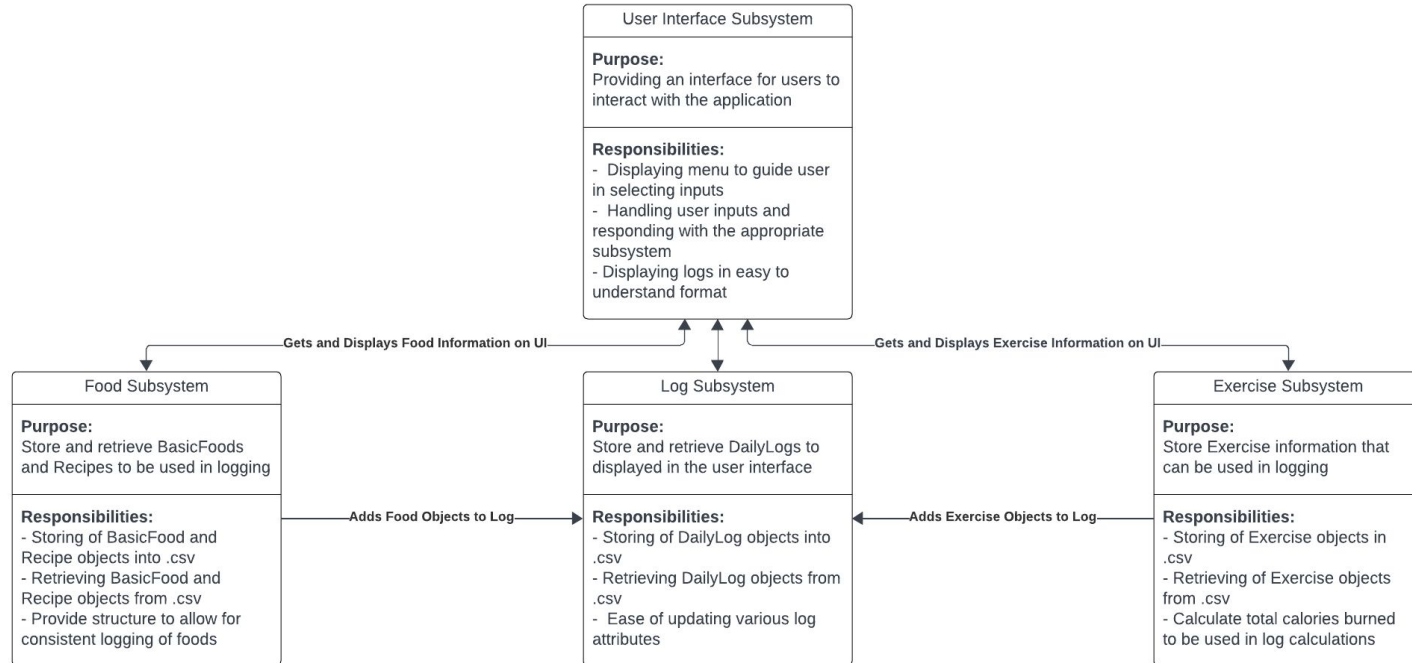 User Interface Subsystem
Purpose:
Providing an interface for users to
interact with the application
Responsibilities:
-  Displaying menu to guide user
in selecting inputs
-  Handling user inputs and
responding with the appropriate
subsystem
- Displaying logs in easy to
understand format
Gets and Displays Food Information on UI
Gets and Displays Exercise Information on UI
Food Subsystem
Purpose:
Store and retrieve BasicFoods
and Recipes to be used in logging
Responsibilities:
- Storing of BasicFood and
Recipe objects into .csv
- Retrieving BasicFood and
Recipe objects from .csv
- Provide structure to allow for
consistent logging of foods
Adds Food Objects to Log
Log Subsystem
Purpose:
Store and retrieve DailyLogs to
displayed in the user interface
Responsibilities:
- Storing of DailyLog objects into
.csv
- Retrieving DailyLog objects from
.csv
-  Ease of updating various log
attributes
Adds Exercise Objects to Log
Exercise Subsystem
Purpose:
Store Exercise information that
can be used in logging
Responsibilities:
- Storing of Exercise objects in
.csv
- Retrieving of Exercise objects
from .csv
- Calculate total calories burned
to be used in log calculations